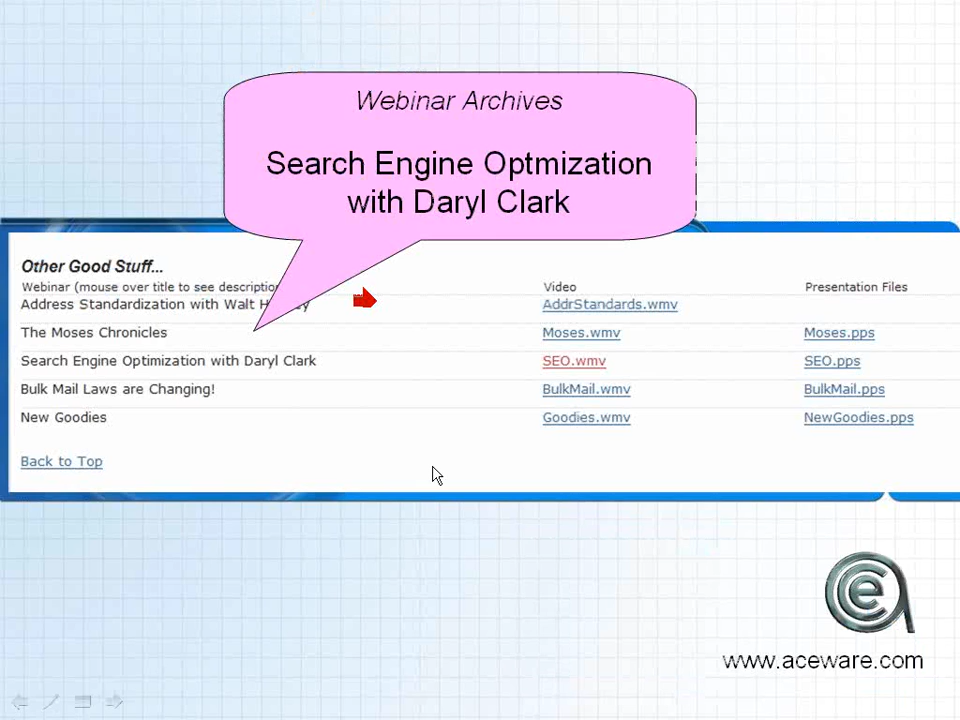 Webinar Archives
Search Engine Optmization
with Daryl Clark
Other Good Stuff...
Webinar (mouse over title to see description Video Presentation Files
Address Standardization with Walt AddrStandards.wmv
The Moses Chronicles Moses.wmv Moses.pps
Search Engine Optimization with Daryl Clark SEO.wmv SEO.pps
Bulk Mail Laws are Changing! BulkMail.wmv BulkMail.pps
New Goodies Goodies.wmv NewGoodies.pps
Back to Top
www.aceware.com